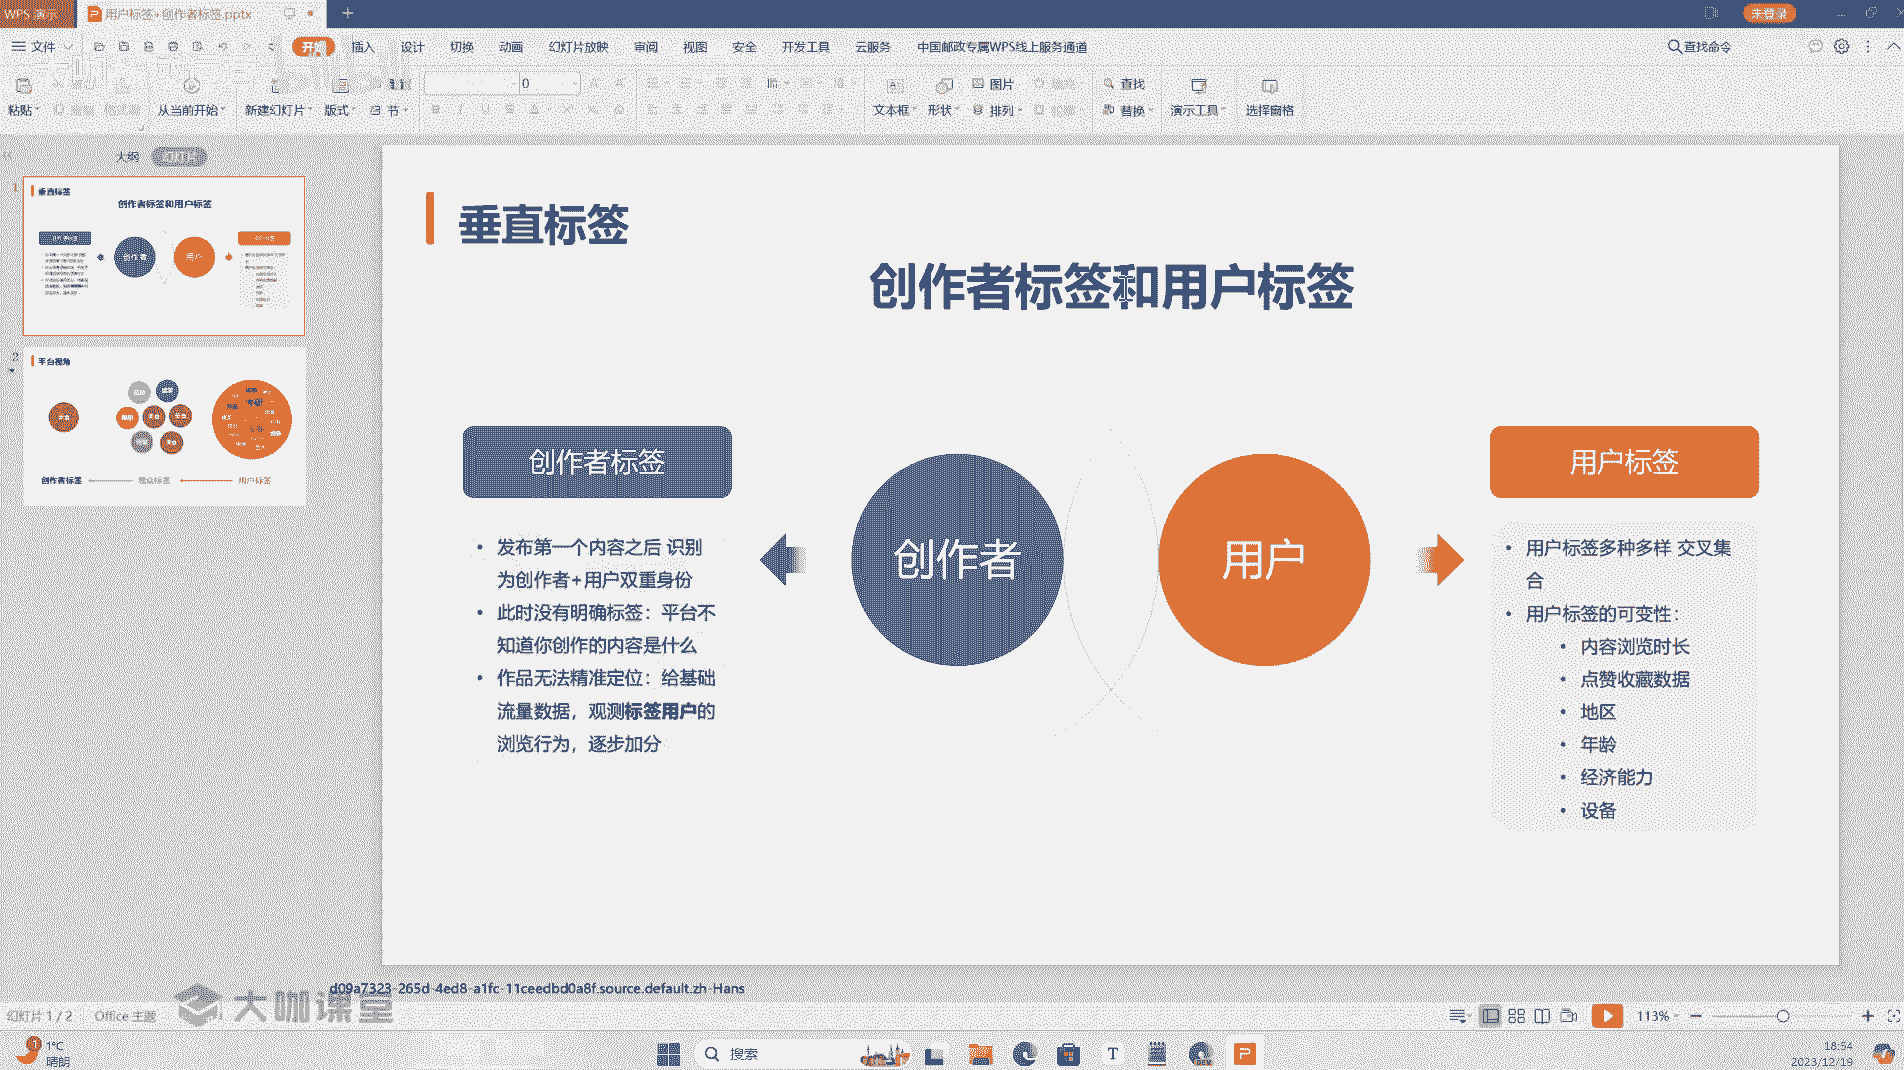 WPS 演示
用户标签+创作者标签.pptx
未登录
文件
开始
插入
设计
切换
动画
幻灯片放映
审阅
视图
安全
开发工具
云服务
中国邮政专属WPS线上服务通道
查找命令
粘贴
格式刷
从当前开始
新建幻灯片
版式
节
0
文本框
形状
图片
排列
查找
替换
演示工具
选择窗格
大纲
幻灯片
1
垂直标签
创作者标签和用户标签
创作者
用户
2
平台视角
创作者标签
观众标签
用户标签
垂直标签
创作者标签和用户标签
创作者标签
• 发布第一个内容之后 识别
为创作者+用户双重身份
• 此时没有明确标签：平台不
知道你创作的内容是什么
• 作品无法精准定位：给基础
流量数据，观测标签用户的
浏览行为，逐步加分
创作者
用户
用户标签
• 用户标签多种多样 交叉集
合
• 用户标签的可变性：
• 内容浏览时长
• 点赞收藏数据
• 地区
• 年龄
• 经济能力
• 设备
d09a7323-265d-4ed8-a1fc-11ceedbd0a8f.source.default.zh-Hans
大咖课堂
幻灯片 1 / 2
Office 主题
113%
1°C
晴朗
搜索
18:54
2023/12/19